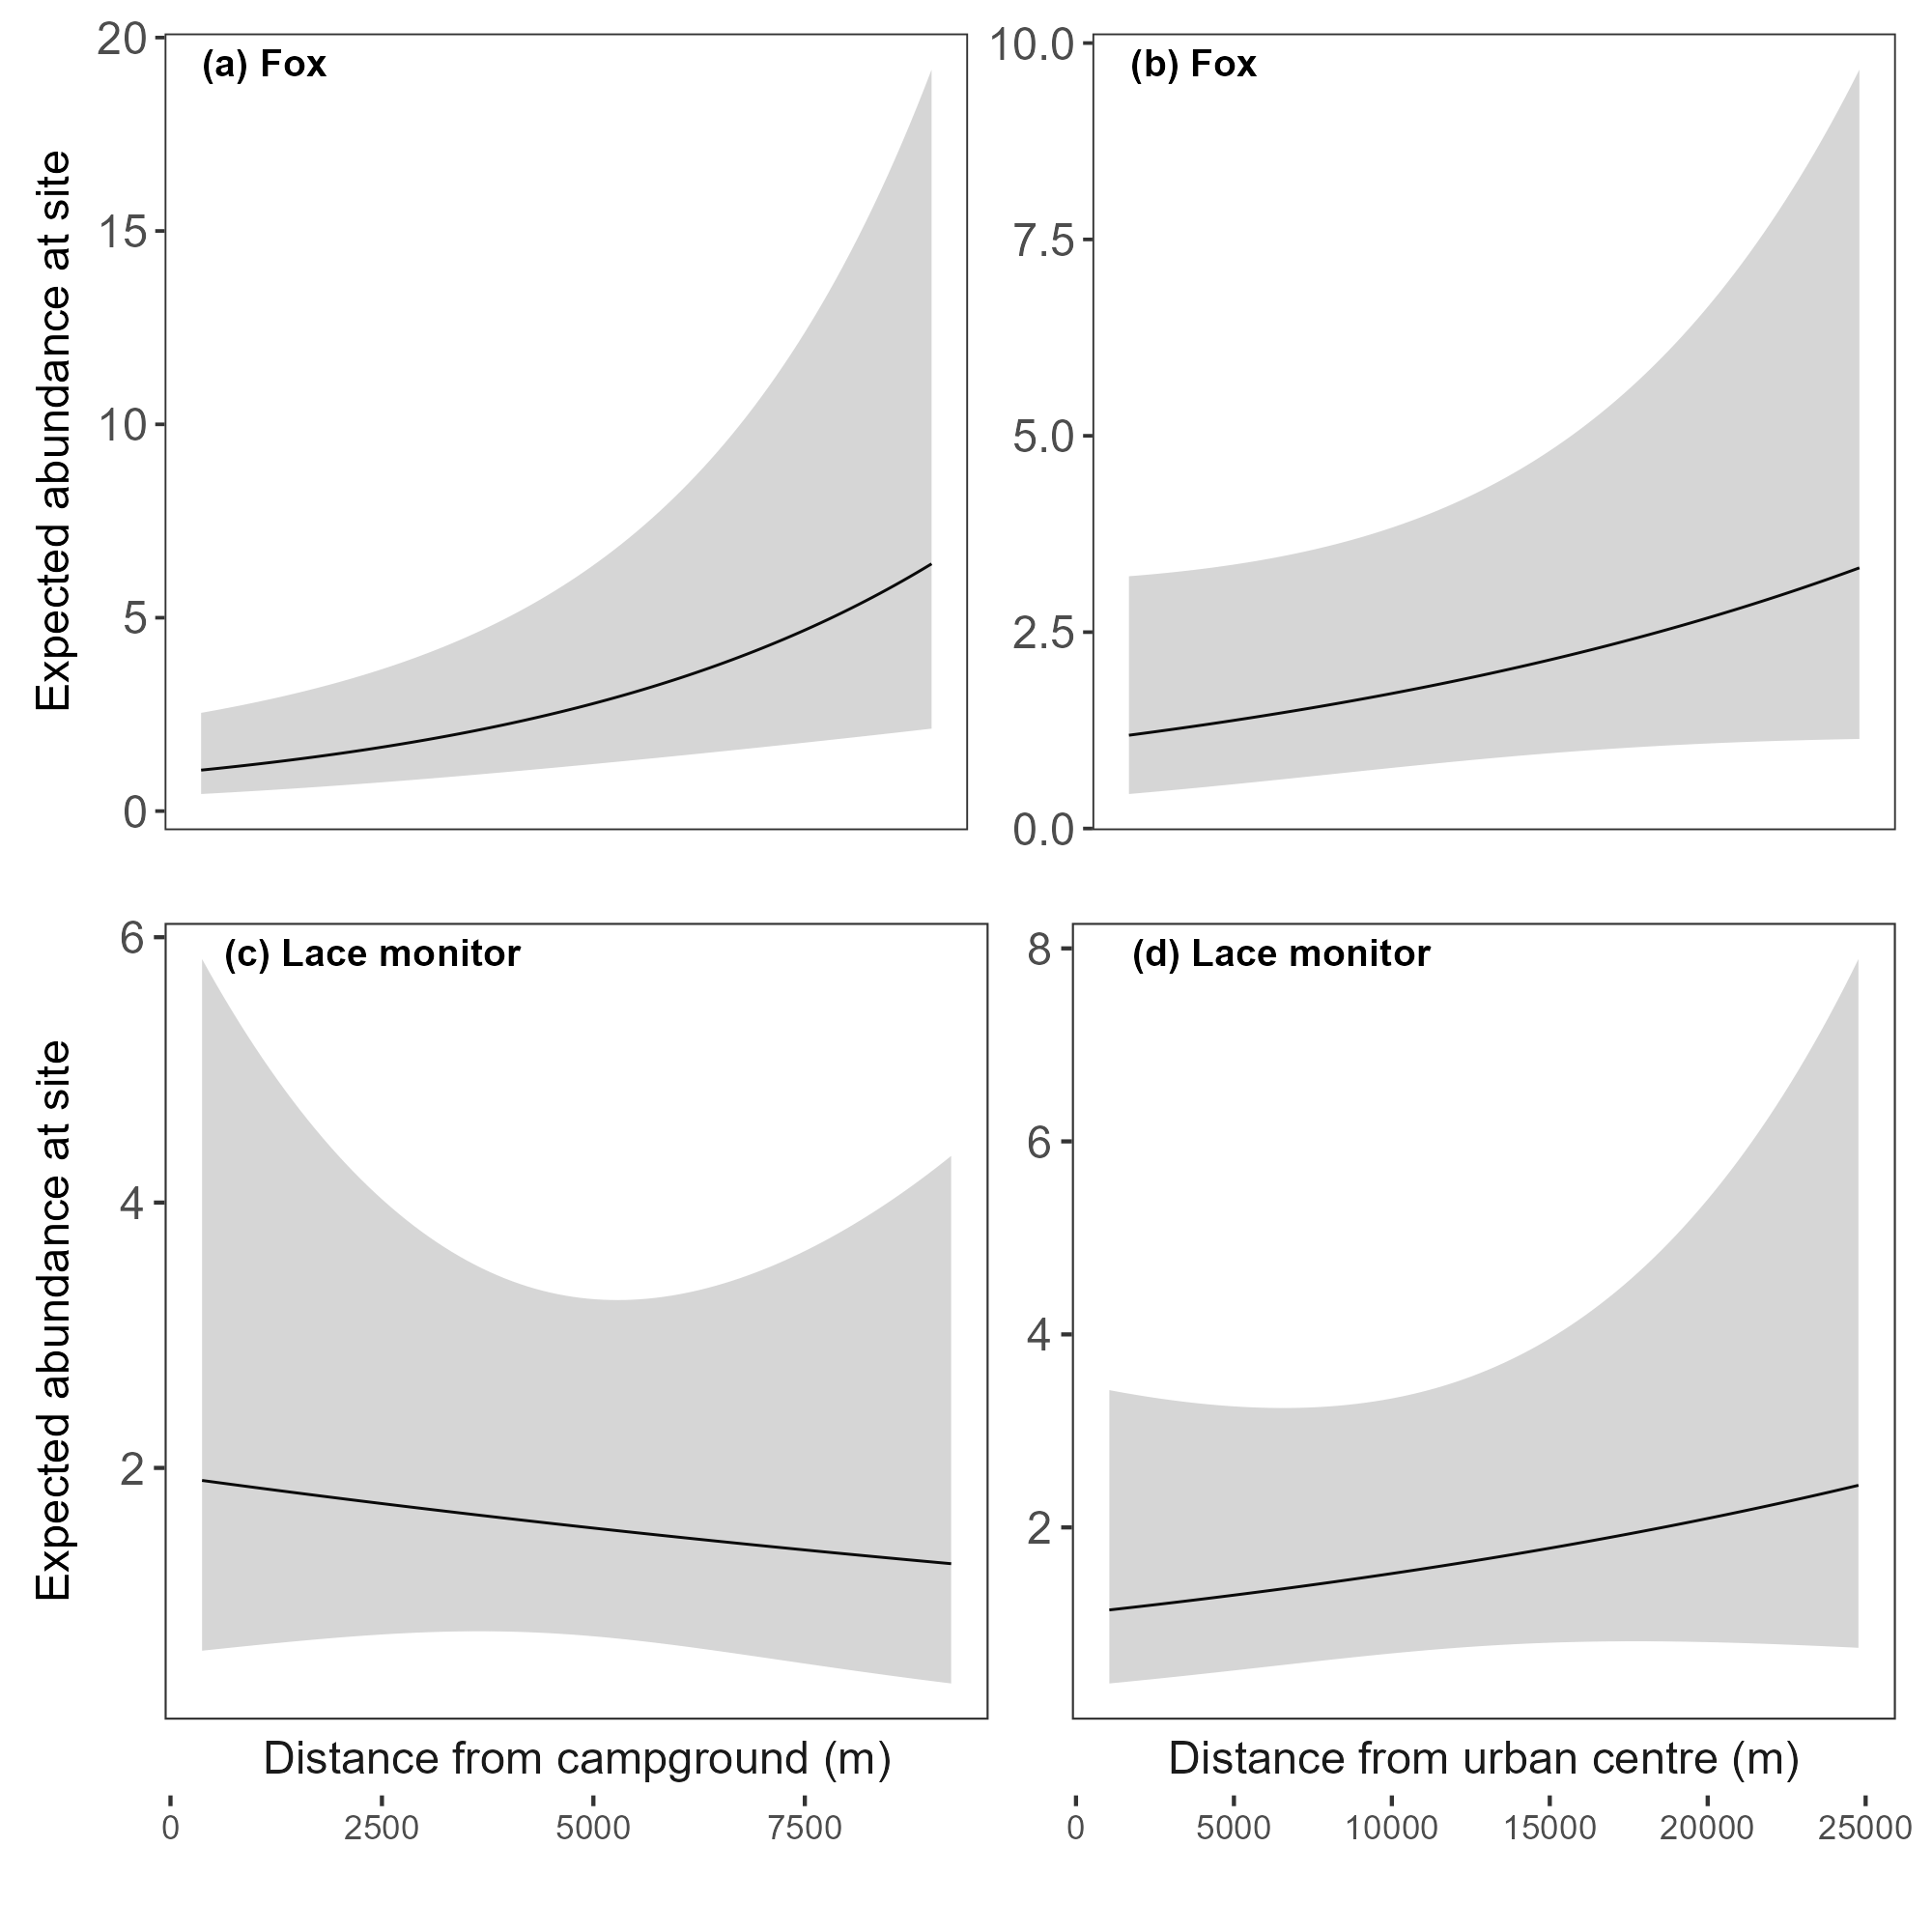 (a) Fox
20
15
10
5
0
Expected abundance at site
(b) Fox
10.0
7.5
5.0
2.5
0.0
(c) Lace monitor
6
4
2
Expected abundance at site
(d) Lace monitor
8
6
4
2
Distance from campground (m)
0 2500 5000 7500
Distance from urban centre (m)
0 5000 10000 15000 20000 25000